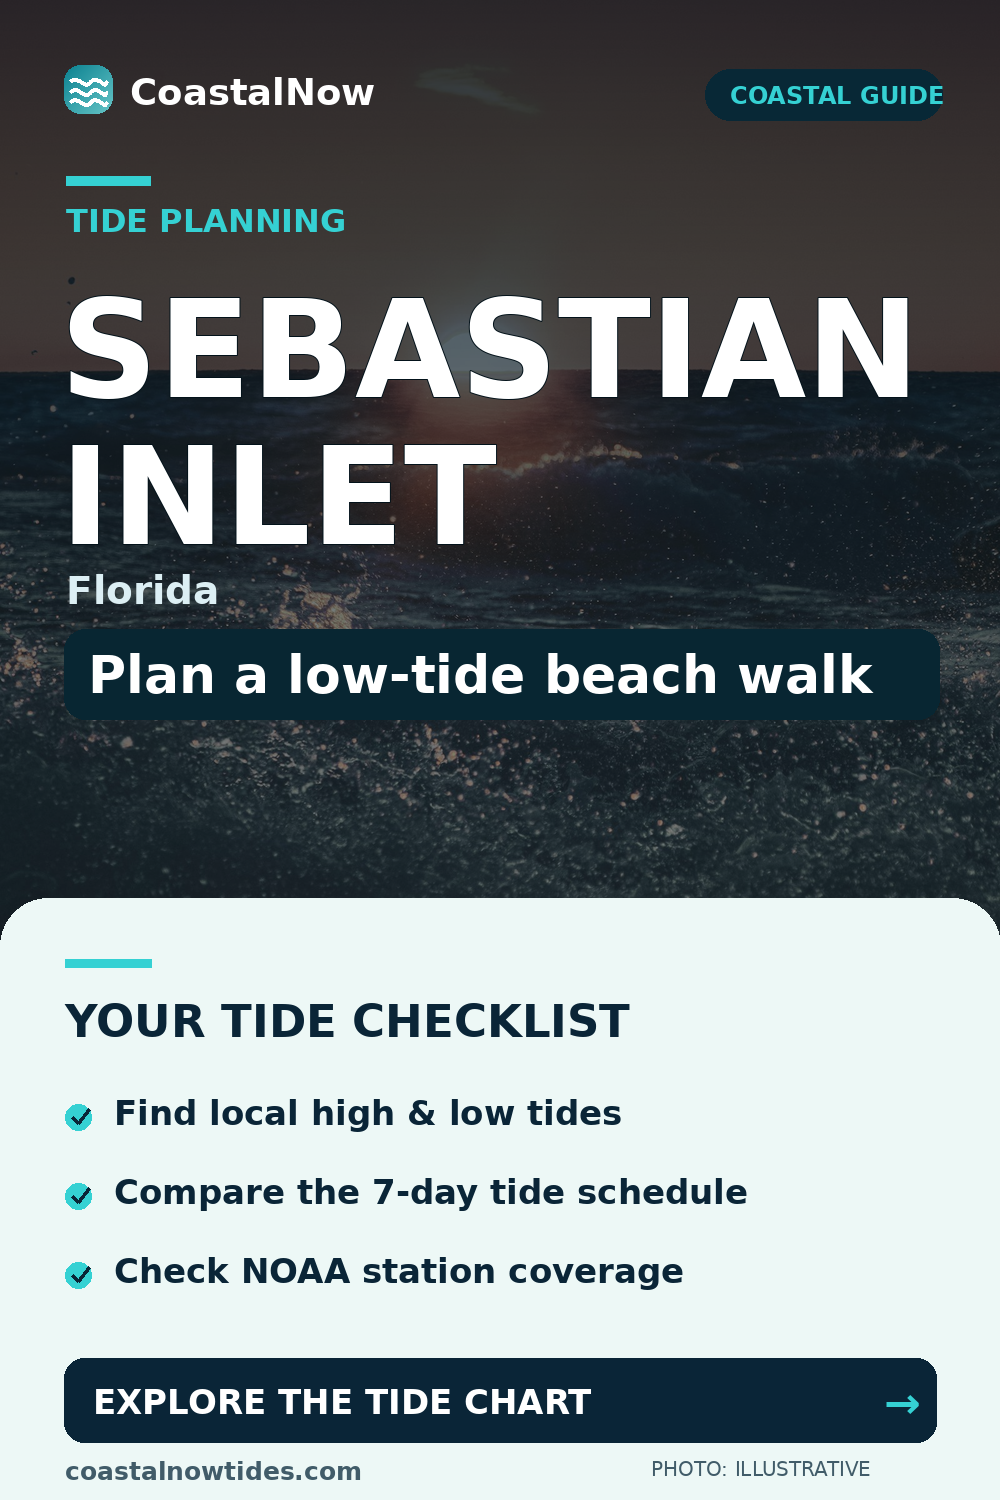 CoastalNow
COASTAL GUIDE
TIDE PLANNING
SEBASTIAN
INLET
Florida
Plan a low-tide beach walk
YOUR TIDE CHECKLIST
Find local high & low tides
Compare the 7-day tide schedule
Check NOAA station coverage
EXPLORE THE TIDE CHART →
coastalnowtides.com
PHOTO: ILLUSTRATIVE